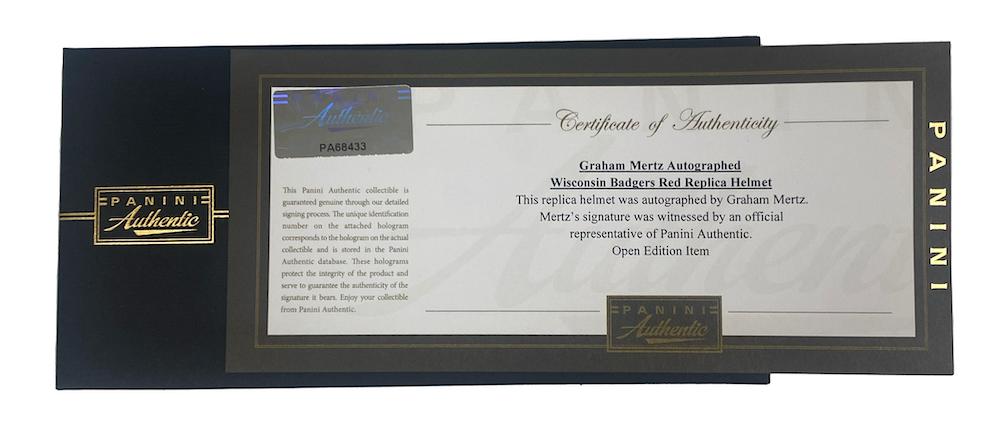 PANINI
Authentic
Authentic
PA68433
This Panini Authentic collectible is
guaranteed genuine through our detailed
signing process. The unique identification
number on the attached hologram
corresponds to the hologram on the actual
collectible and is stored in the Panini
Authentic database. These holograms
protect the integrity of the product and
serve to guarantee the authenticity of the
signature it bears. Enjoy your collectible
from Panini Authentic.
Certificate of Authenticity
Graham Mertz Autographed
Wisconsin Badgers Red Replica Helmet
This replica helmet was autographed by Graham Mertz.
Mertz's signature was witnessed by an official
representative of Panini Authentic.
Open Edition Item
PANINI
Authentic
PANINI